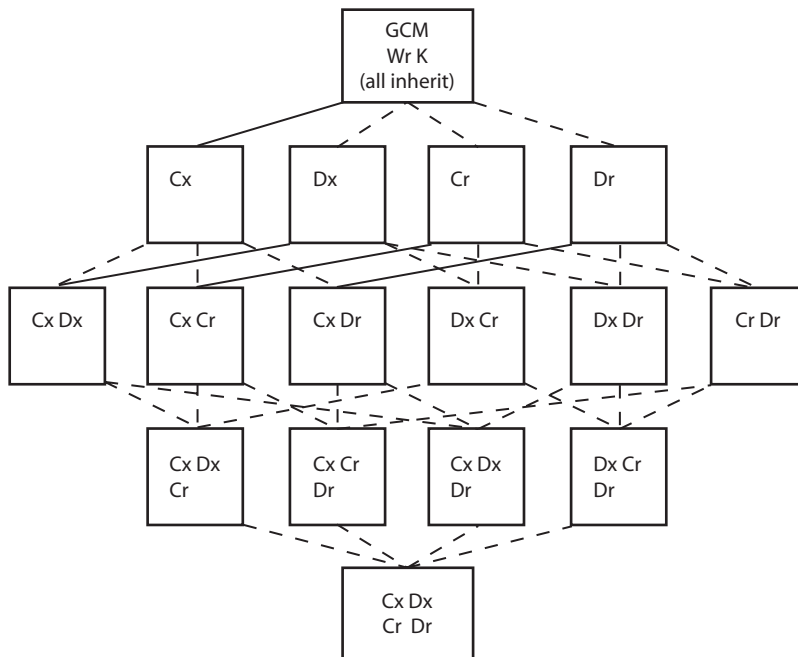 GCM
Wr K
(all inherit)
Cx
Dx
Cr
Dr
Cx Dx
Cx Cr
Cx Dr
Dx Cr
Dx Dr
Cr Dr
Cx Dx
Cr
Cx Cr
Dr
Cx Dx
Dr
Dx Cr
Dr
Cx Dx
Cr Dr